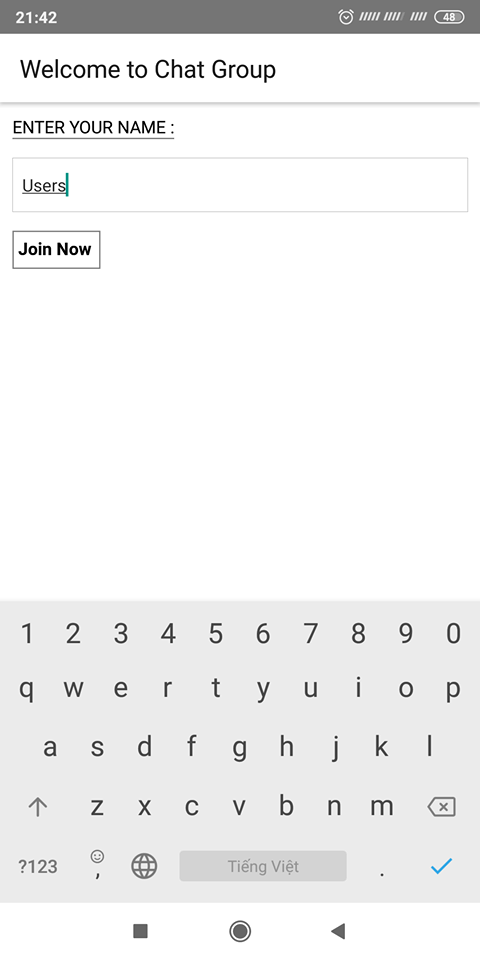 21:42
48
Welcome to Chat Group
ENTER YOUR NAME :
Users
Join Now
1 2 3 4 5 6 7 8 9 0
q w e r t y u i o p
a s d f g h j k l
z x c v b n m
?123 , Tiếng Việt .